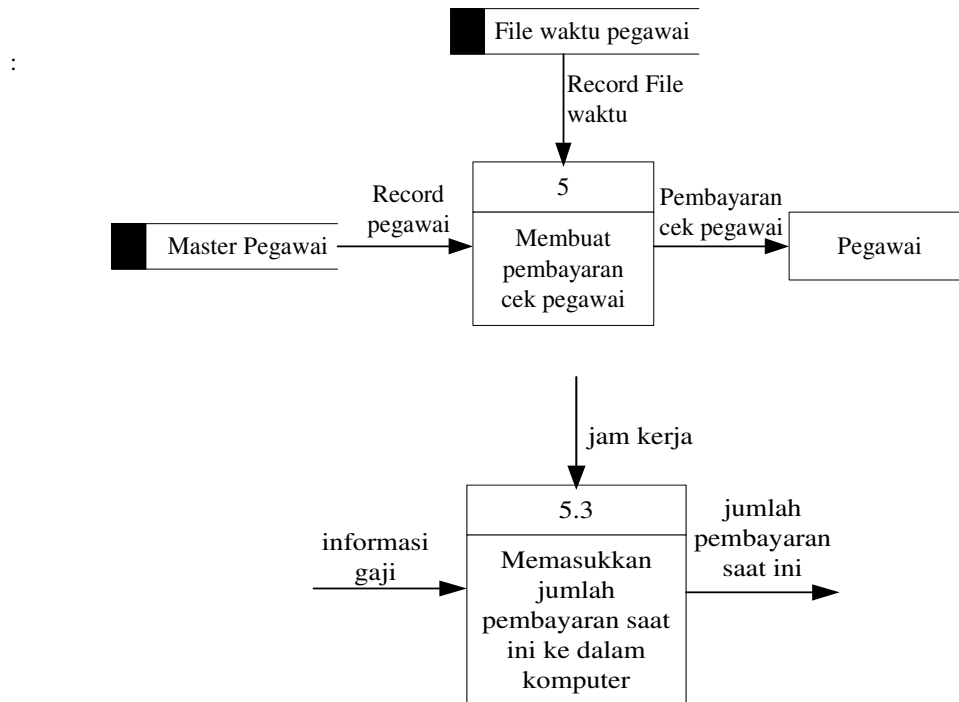 File waktu pegawai
:
Record File
waktu
5
Record
pegawai
Pembayaran
cek pegawai
Master Pegawai
Membuat
pembayaran
cek pegawai
Pegawai
jam kerja
5.3
informasi
gaji
jumlah
pembayaran
saat ini
Memasukkan
jumlah
pembayaran saat
ini ke dalam
komputer